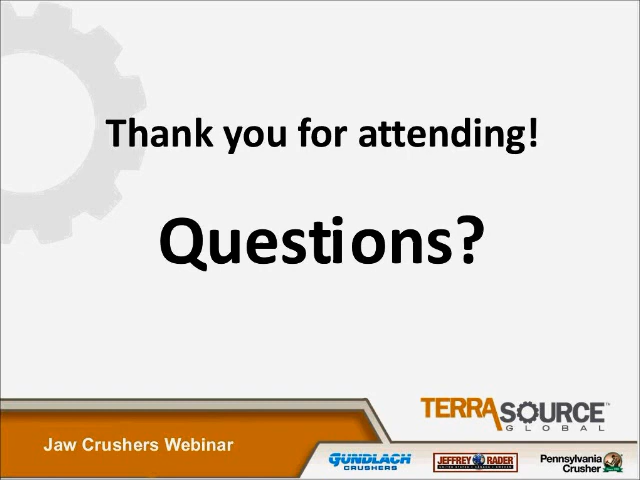 Thank you for attending!
Questions?
TERRASOURCE
GLOBAL
Jaw Crushers Webinar
GUNDLACH
CRUSHERS
JEFFREY RADER
Pennsylvania
Crusher